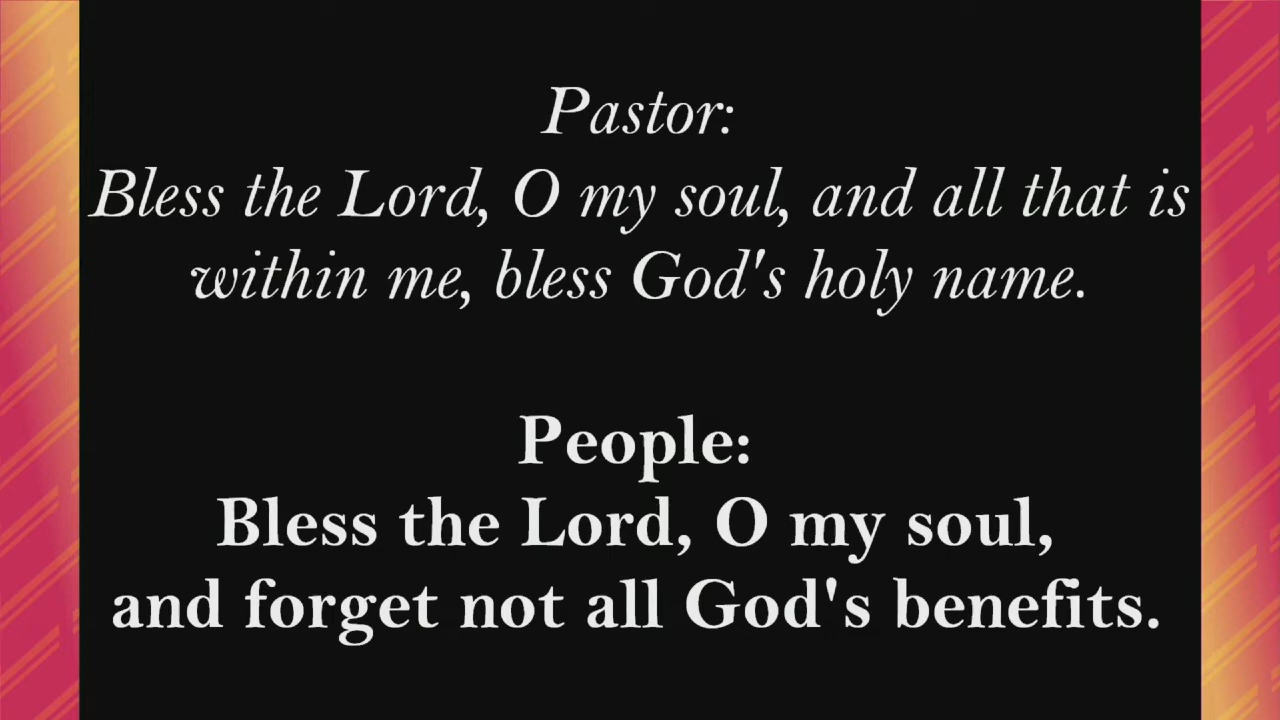 Pastor:
Bless the Lord, O my soul, and all that is
within me, bless God's holy name.
People:
Bless the Lord, O my soul,
and forget not all God's benefits.